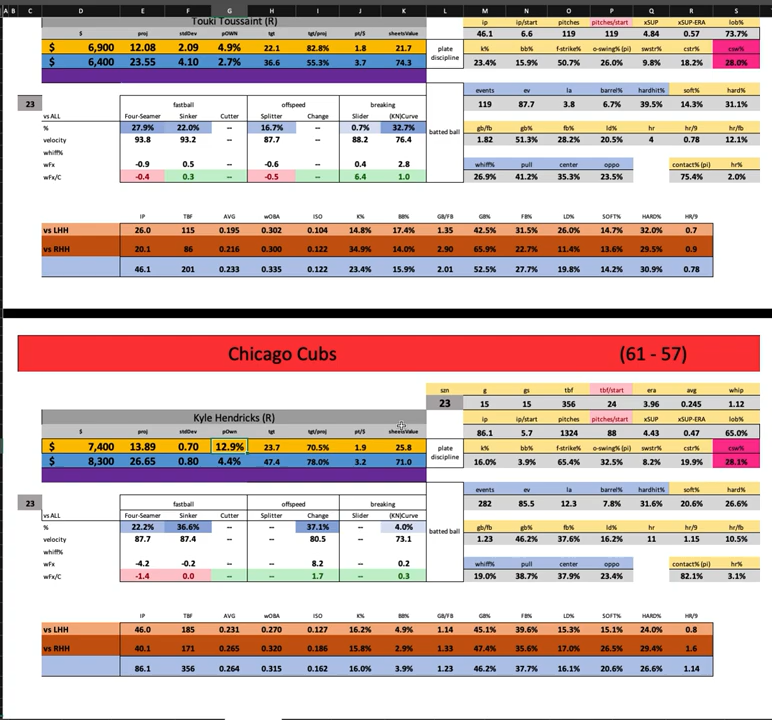 A B C D E F G H I J K L M N O P Q R S T
Touki Toussaint (R)
$ proj stdDev pOWN tgt tgt/proj pt/$ sheetsValue
$ 6,900 12.08 2.09 4.9% 22.1 82.8% 1.8 21.7
$ 6,400 23.55 4.10 2.7% 36.6 55.3% 3.7 74.3
ip ip/start pitches pitches/start xSUP xSUP-ERA lob%
46.1 6.6 119 119 4.84 0.57 73.7%
plate discipline
k% bb% f-strike% o-swing% (pi) swstr% cstr% csw%
23.4% 15.9% 50.7% 26.0% 9.8% 18.2% 28.0%
23
fastball offspeed breaking
vs ALL Four-Seamer Sinker Cutter Splitter Change Slider (KN)Curve
% 27.9% 22.0% -- 16.7% -- 0.7% 32.7%
velocity 93.8 93.2 -- 87.7 -- 88.2 76.4
whiff%
wFx -0.9 0.5 -- -0.6 -- 0.4 2.8
wFx/C -0.4 0.3 -- -0.5 -- 6.4 1.0
batted ball
events ev la barrel% hardhit% soft% hard%
119 87.7 3.8 6.7% 39.5% 14.3% 31.1%
gb/fb gb% fb% ld% hr hr/9 hr/fb
1.82 51.3% 28.2% 20.5% 4 0.78 12.1%
whiff% pull center oppo contact% (pi) hr%
26.9% 41.2% 35.3% 23.5% 75.4% 2.0%
IP TBF AVG wOBA ISO K% BB% GB/FB GB% FB% LD% SOFT% HARD% HR/9
vs LHH 26.0 115 0.195 0.302 0.104 14.8% 17.4% 1.35 42.5% 31.5% 26.0% 14.7% 32.0% 0.7
vs RHH 20.1 86 0.216 0.300 0.122 34.9% 14.0% 2.90 65.9% 22.7% 11.4% 13.6% 29.5% 0.9
46.1 201 0.233 0.335 0.122 23.4% 15.9% 2.01 52.5% 27.7% 19.8% 14.2% 30.9% 0.78
Chicago Cubs (61 - 57)
szn g gs tbf tbf/start era avg whip
23 15 15 356 24 3.96 0.245 1.12
Kyle Hendricks (R)
$ proj stdDev pOwn tgt tgt/proj pt/$ sheetsValue
$ 7,400 13.89 0.70 12.9% 23.7 70.5% 1.9 25.8
$ 8,300 26.65 0.80 4.4% 47.4 78.0% 3.2 71.0
ip ip/start pitches pitches/start xSUP xSUP-ERA lob%
86.1 5.7 1324 88 4.43 0.47 65.0%
plate discipline
k% bb% f-strike% o-swing% (pi) swstr% cstr% csw%
16.0% 3.9% 65.4% 32.5% 8.2% 19.9% 28.1%
23
fastball offspeed breaking
vs ALL Four-Seamer Sinker Cutter Splitter Change Slider (KN)Curve
% 22.2% 36.6% -- -- 37.1% -- 4.0%
velocity 87.7 87.4 -- -- 80.5 -- 73.1
whiff%
wFx -4.2 -0.2 -- -- 8.2 -- 0.2
wFx/C -1.4 0.0 -- -- 1.7 -- 0.3
batted ball
events ev la barrel% hardhit% soft% hard%
282 85.5 12.3 7.8% 31.6% 20.6% 26.6%
gb/fb gb% fb% ld% hr hr/9 hr/fb
1.23 46.2% 37.6% 16.2% 11 1.15 10.5%
whiff% pull center oppo contact% (pi) hr%
19.0% 38.7% 37.9% 23.4% 82.1% 3.1%
IP TBF AVG wOBA ISO K% BB% GB/FB GB% FB% LD% SOFT% HARD% HR/9
vs LHH 46.0 185 0.231 0.270 0.127 16.2% 4.9% 1.14 45.1% 39.6% 15.3% 15.1% 24.0% 0.8
vs RHH 40.1 171 0.265 0.320 0.186 15.8% 2.9% 1.33 47.4% 35.6% 17.0% 26.5% 29.4% 1.6
86.1 356 0.264 0.315 0.162 16.0% 3.9% 1.23 46.2% 37.7% 16.1% 20.6% 26.6% 1.14